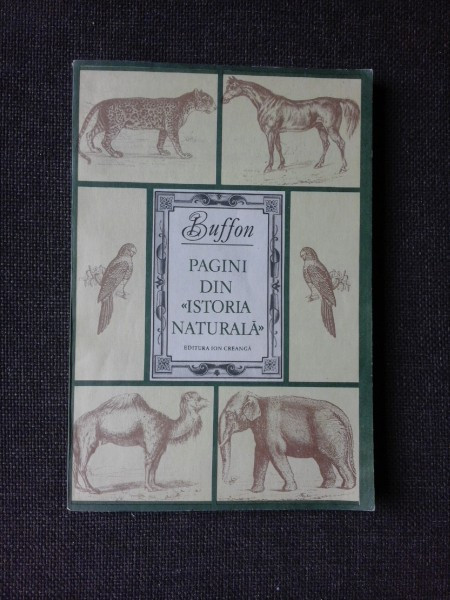 Buffon
PAGINI
DIN
«ISTORIA
NATURALĂ»
EDITURA ION CREANGĂ